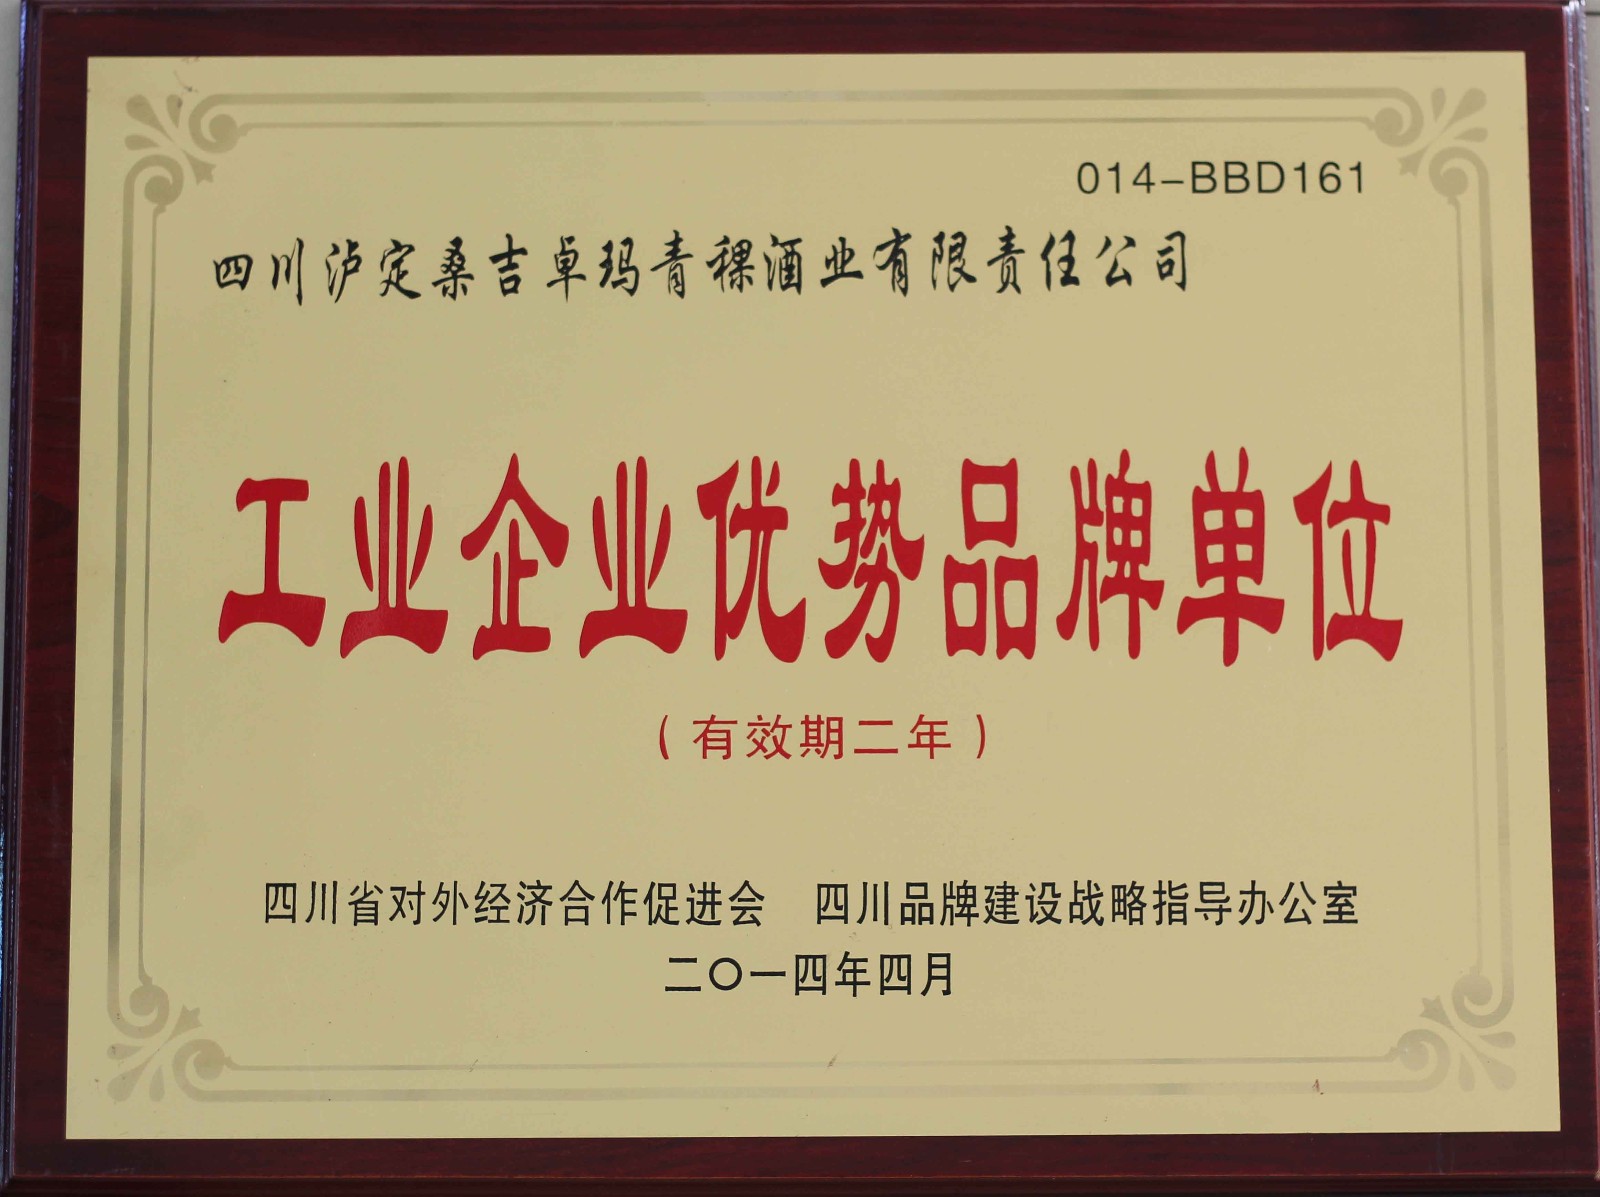 014-BBD161
四川泸定桑吉卓玛青稞酒业有限责任公司
工业企业优势品牌单位
（有效期二年）
四川省对外经济合作促进会　四川品牌建设战略指导办公室
二〇一四年四月